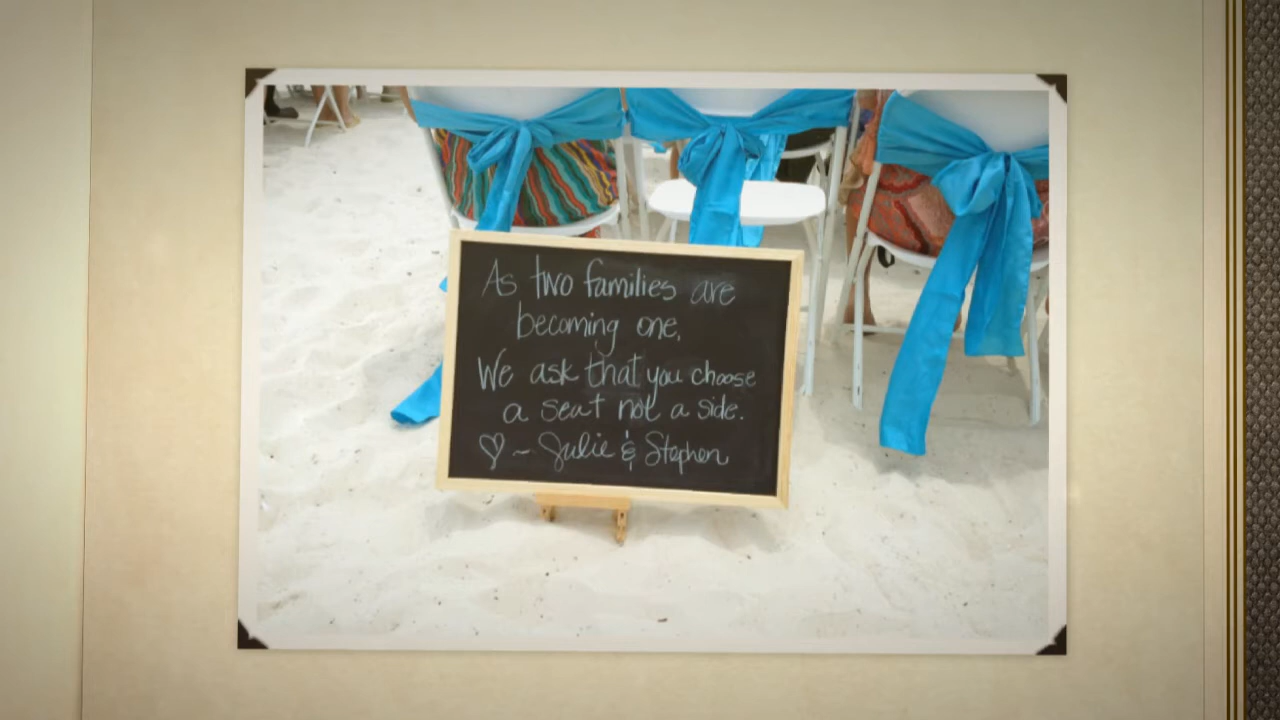 As two families are
becoming one,
We ask that you choose
a seat not a side.
♡ ~ Julie & Stephen